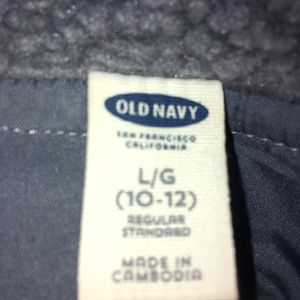 OLD NAVY
SAN FRANCISCO
CALIFORNIA
L/G
(10-12)
REGULAR
STANDARD
MADE IN
CAMBODIA